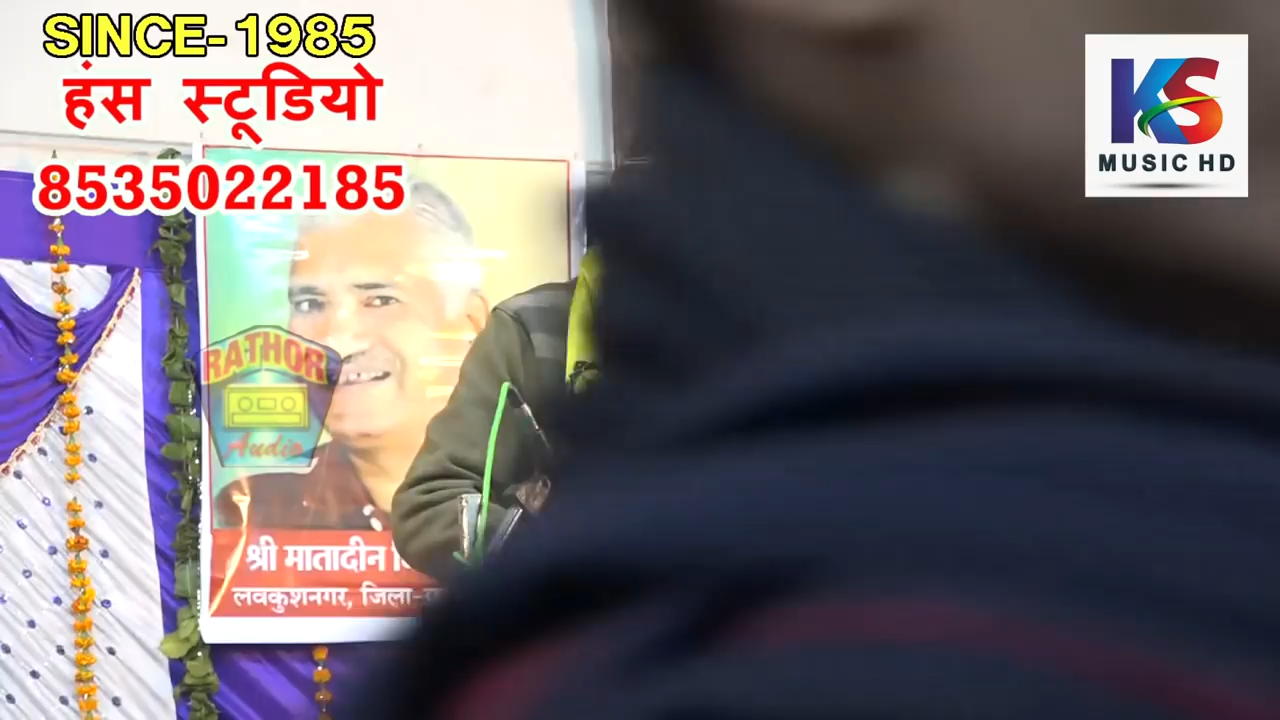 SINCE-1985
हंस स्टूडियो
8535022185
KS
MUSIC HD
RATHOR
Audio
श्री मातादीन
लवकुशनगर, जिला-